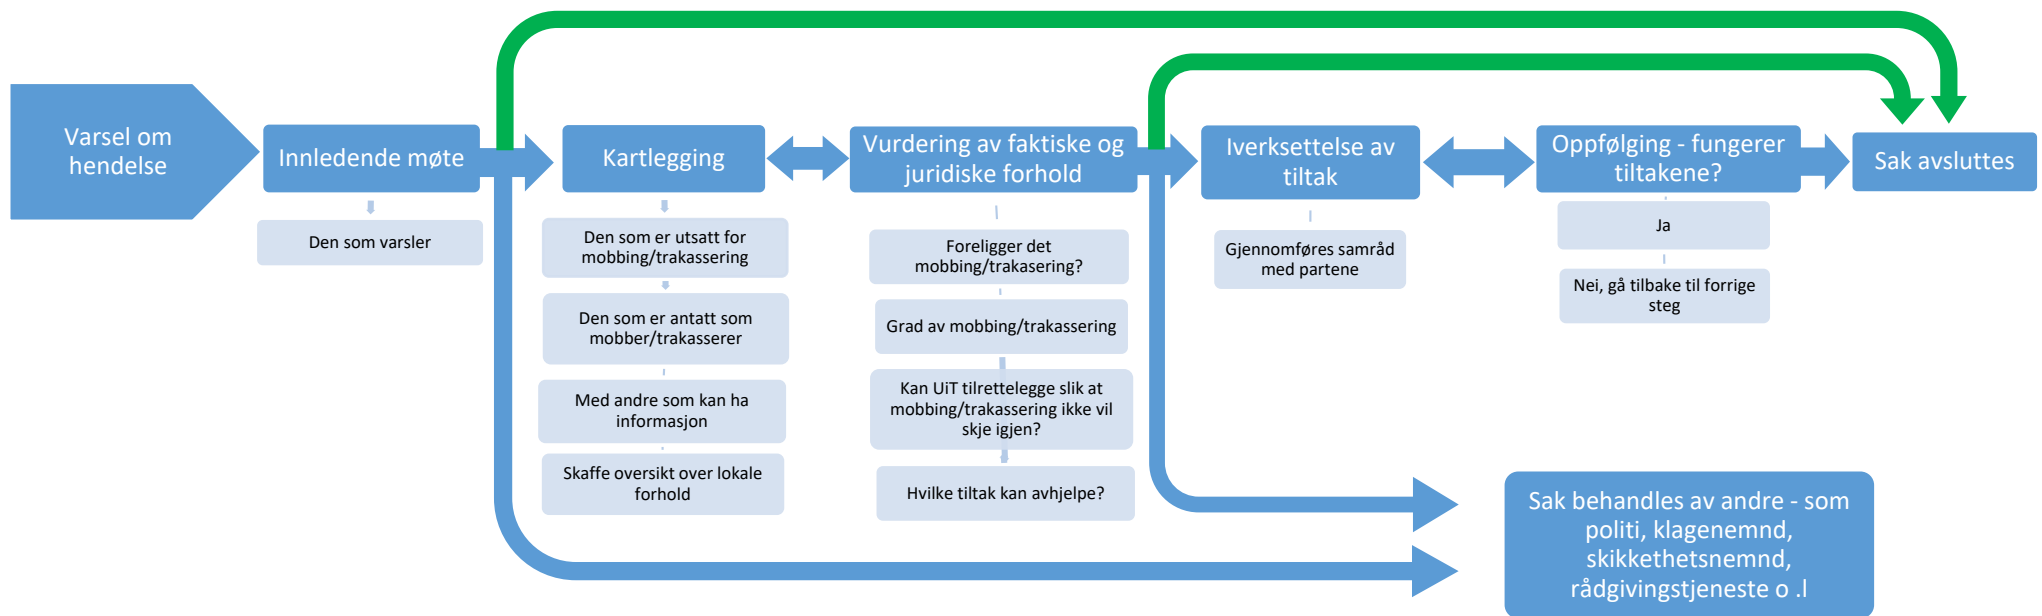 Varsel om
hendelse
Innledende møte
Den som varsler
Kartlegging
Den som er utsatt for
mobbing/trakassering
Den som er antatt som
mobber/trakasserer
Med andre som kan ha
informasjon
Skaffe oversikt over lokale
forhold
Vurdering av faktiske og
juridiske forhold
Foreligger det
mobbing/trakasering?
Grad av mobbing/trakassering
Kan UiT tilrettelegge slik at
mobbing/trakassering ikke vil
skje igjen?
Hvilke tiltak kan avhjelpe?
Iverksettelse av
tiltak
Gjennomføres samråd
med partene
Oppfølging - fungerer
tiltakene?
Ja
Nei, gå tilbake til forrige
steg
Sak avsluttes
Sak behandles av andre - som
politi, klagenemnd,
skikkethetsnemnd,
rådgivingstjeneste o .l